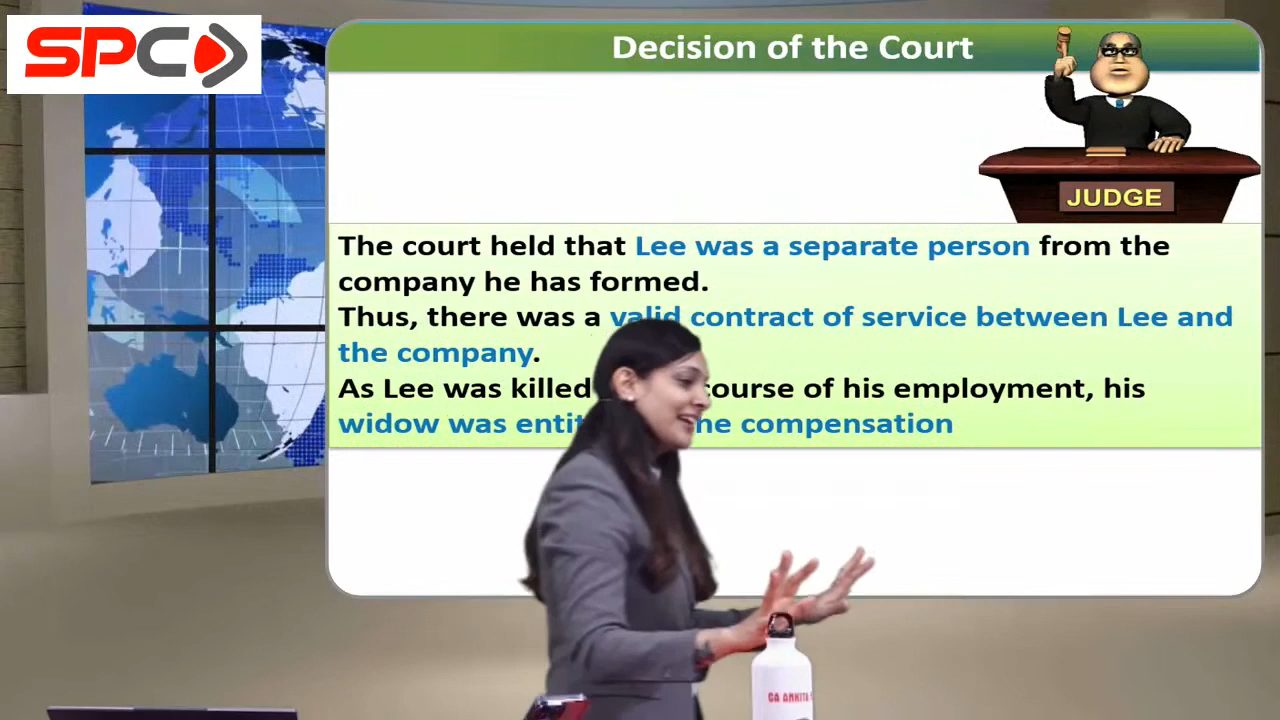 SPC
Decision of the Court
JUDGE
The court held that Lee was a separate person from the
company he has formed.
Thus, there was a valid contract of service between Lee and
the company.
As Lee was killed course of his employment, his
widow was compensation
CA ANKITA